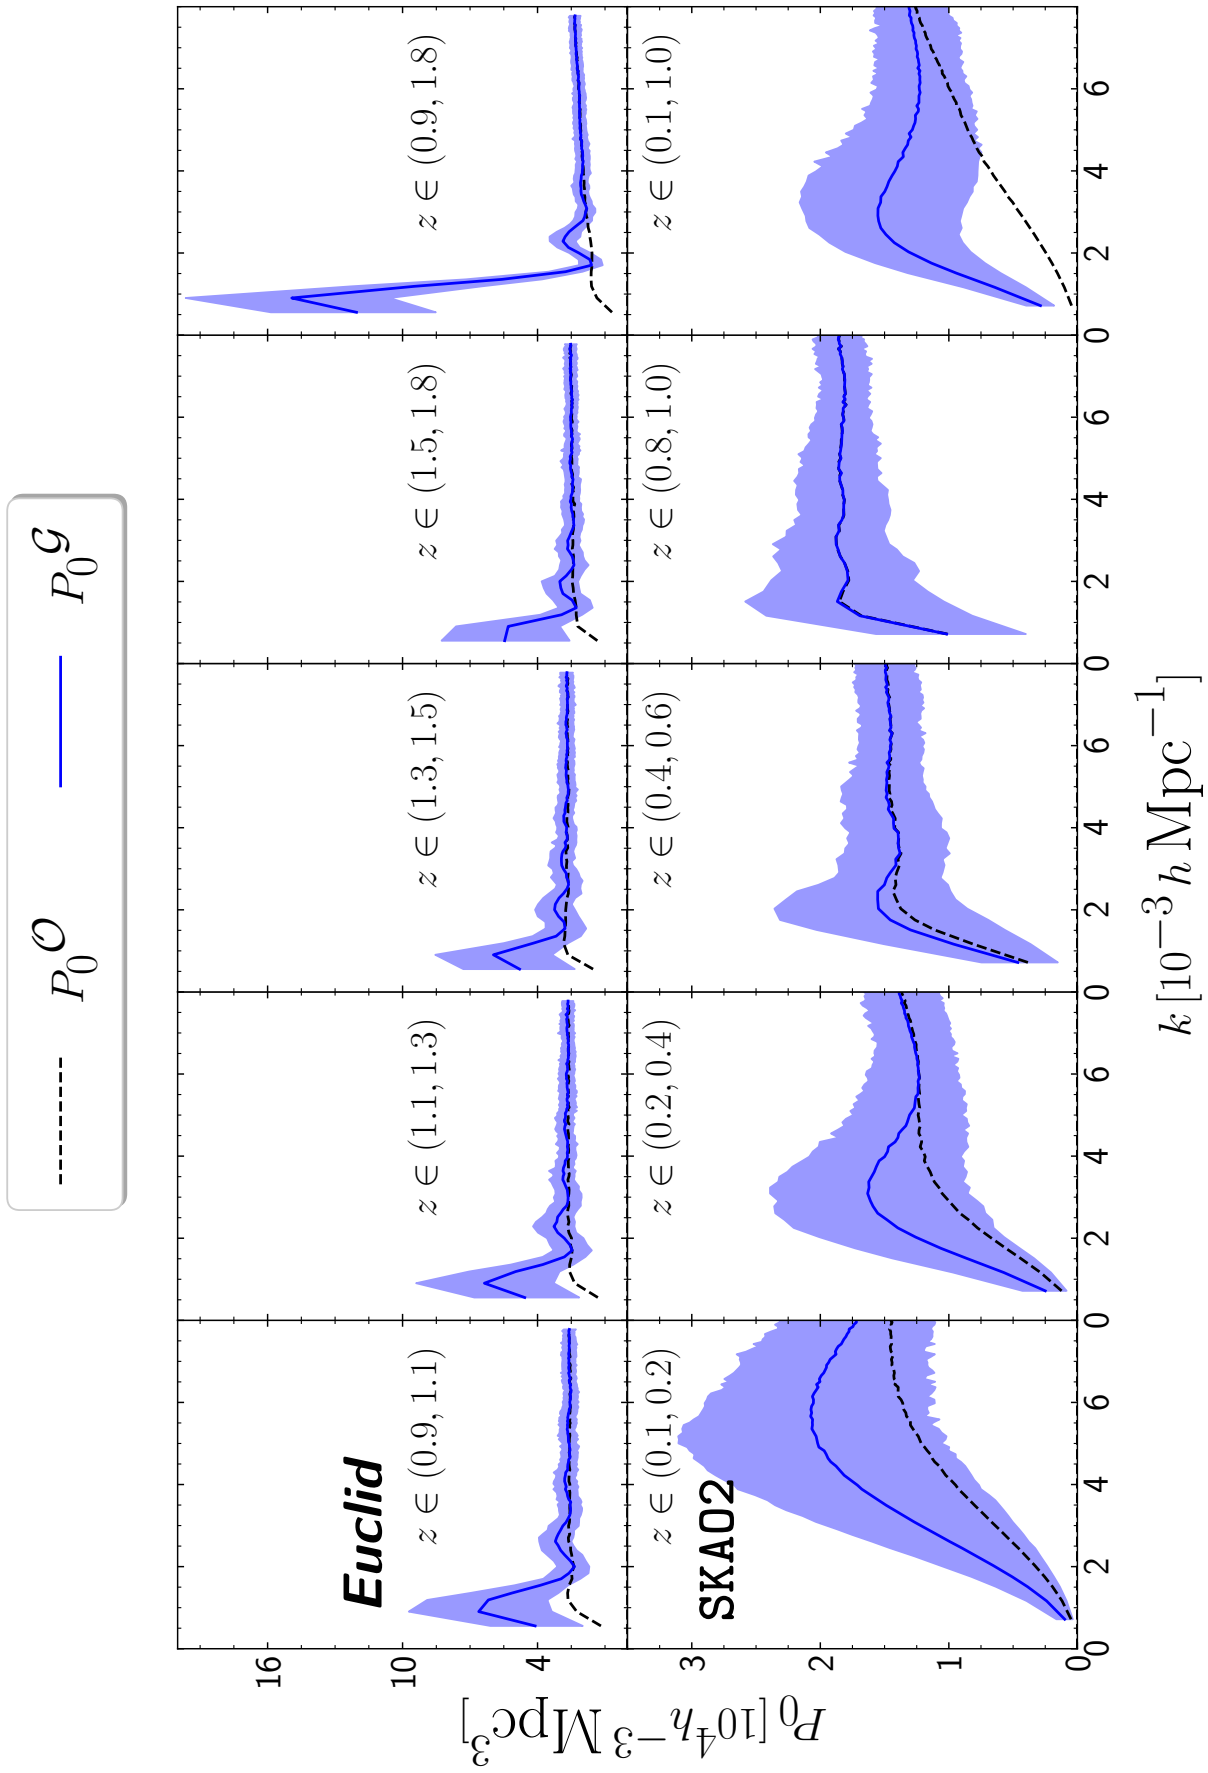 P_0^𝒪 P_0^𝒢
Euclid
z ∈ (0.9, 1.1)
z ∈ (1.1, 1.3)
z ∈ (1.3, 1.5)
z ∈ (1.5, 1.8)
z ∈ (0.9, 1.8)
16
10
4
SKAO2
z ∈ (0.1, 0.2)
z ∈ (0.2, 0.4)
z ∈ (0.4, 0.6)
z ∈ (0.8, 1.0)
z ∈ (0.1, 1.0)
3
2
1
0
P_0 [10^4 h^{-3} Mpc^3]
0 2 4 6 0 2 4 6 0 2 4 6 0 2 4 6 0 2 4 6
k [10^{-3} h Mpc^{-1}]